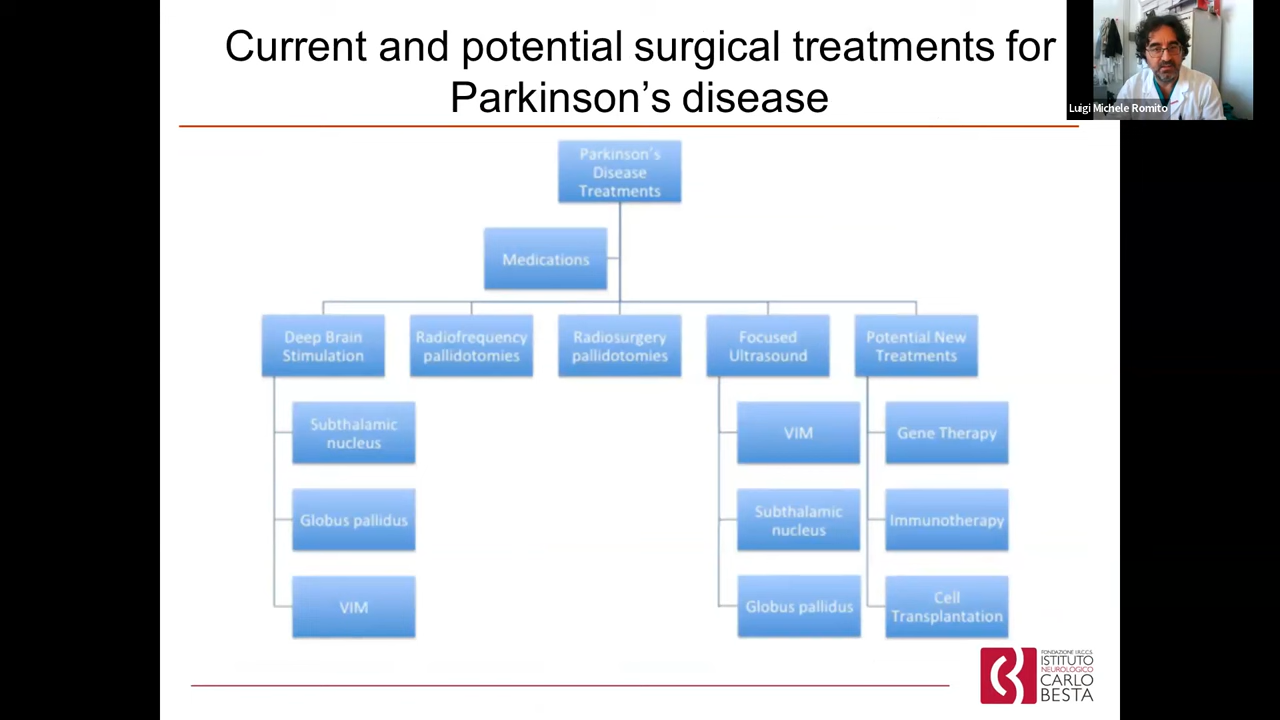 Current and potential surgical treatments for
Parkinson's disease
Luigi Michele Romito
Parkinson's
Disease
Treatments
Medications
Deep Brain
Stimulation
Radiofrequency
pallidotomies
Radiosurgery
pallidotomies
Focused
Ultrasound
Potential New
Treatments
Subthalamic
nucleus
Globus pallidus
VIM
VIM
Subthalamic
nucleus
Globus pallidus
Gene Therapy
Immunotherapy
Cell
Transplantation
FONDAZIONE I.R.C.C.S.
ISTITUTO
NEUROLOGICO
CARLO
BESTA